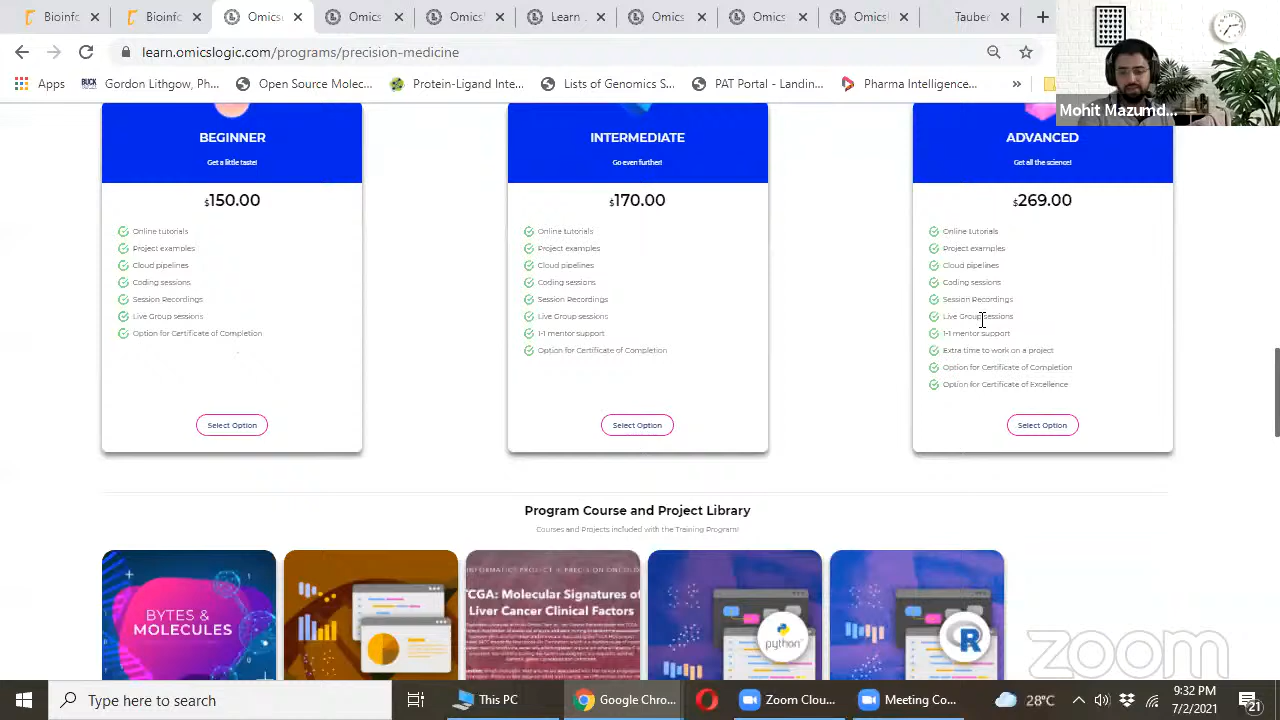 Bioinfo
Bioinfo
Omics
Omics
Omics
Learn
Omics
Omics
Omics
Tauber
learn.omicslogic.com/programs/precision
Apps
BUCK
Gordon Lithgow
Open Source Mole
Ligand Inte...
Lists of
GPAT Portal - Login...
Pharma Intelligence...
»
Mohit Mazumd...
BEGINNER
Get a little taste!
$150.00
Online tutorials
Project examples
Cloud pipelines
Coding sessions
Session Recordings
Live Group sessions
Option for Certificate of Completion
Select Option
INTERMEDIATE
Go even further!
$170.00
Online tutorials
Project examples
Cloud pipelines
Coding sessions
Session Recordings
Live Group sessions
1-1 mentor support
Option for Certificate of Completion
Select Option
ADVANCED
Get all the science!
$269.00
Online tutorials
Project examples
Cloud pipelines
Coding sessions
Session Recordings
Live Group sessions
1-1 mentor support
Extra time to work on a project
Option for Certificate of Completion
Option for Certificate of Excellence
Select Option
Program Course and Project Library
Courses and Projects included with the Training Program!
BYTES &
MOLECULES
TCGA: Molecular Signatures of
Liver Cancer Clinical Factors
python
zoom
Type here to search
This PC
Google Chro...
Zoom Clou...
Meeting Co...
28°C
9:32 PM
7/2/2021
21